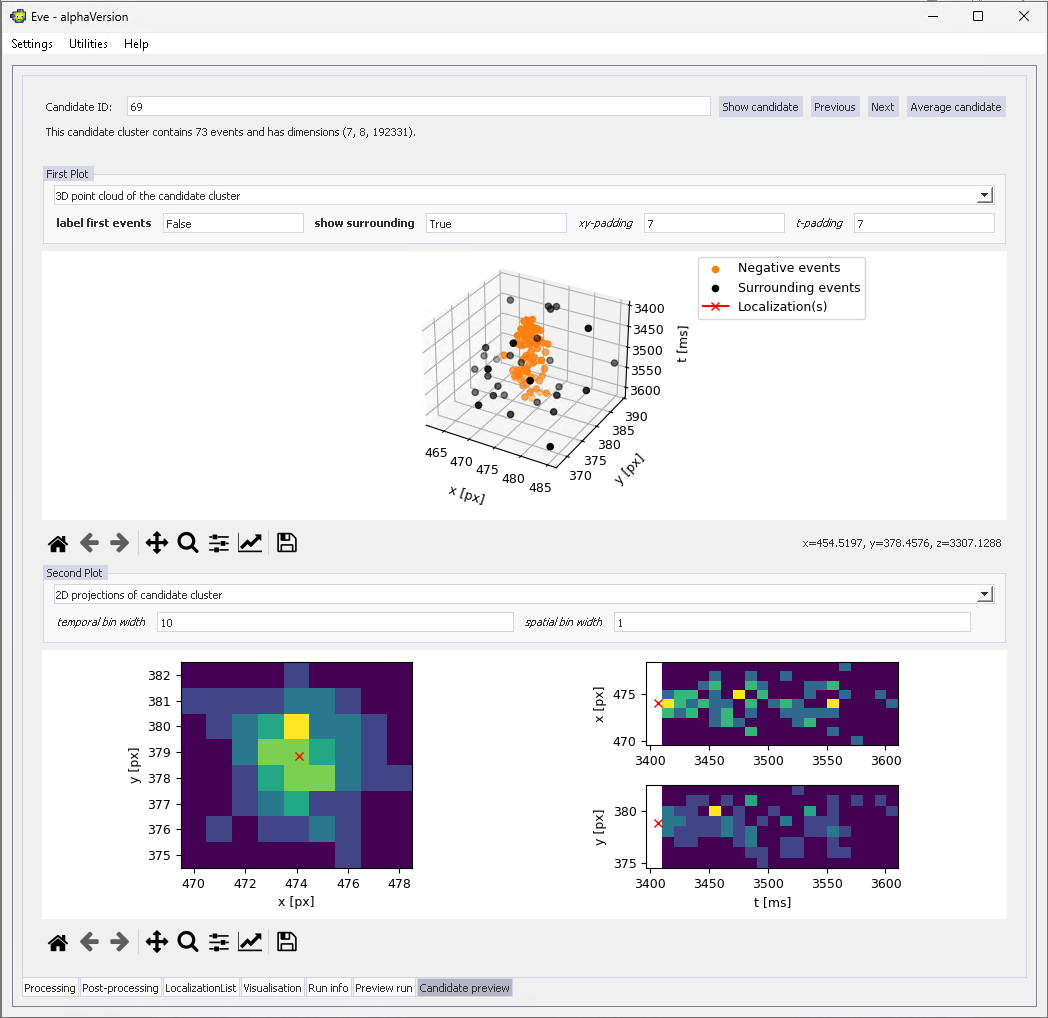 Eve - alphaVersion
Settings Utilities Help
Candidate ID: 69 Show candidate Previous Next Average candidate
This candidate cluster contains 73 events and has dimensions (7, 8, 192331).
First Plot
3D point cloud of the candidate cluster
label first events False show surrounding True xy-padding 7 t-padding 7
Negative events
Surrounding events
Localization(s)
3400
3450
3500
3550
3600
t [ms]
390
385
380
375
370
y [px]
465
470
475
480
485
x [px]
x=454.5197, y=378.4576, z=3307.1288
Second Plot
2D projections of candidate cluster
temporal bin width 10 spatial bin width 1
382
381
380
379
378
377
376
375
y [px]
470 472 474 476 478
x [px]
475
470
x [px]
3400 3450 3500 3550 3600
380
375
y [px]
3400 3450 3500 3550 3600
t [ms]
Processing Post-processing LocalizationList Visualisation Run info Preview run Candidate preview